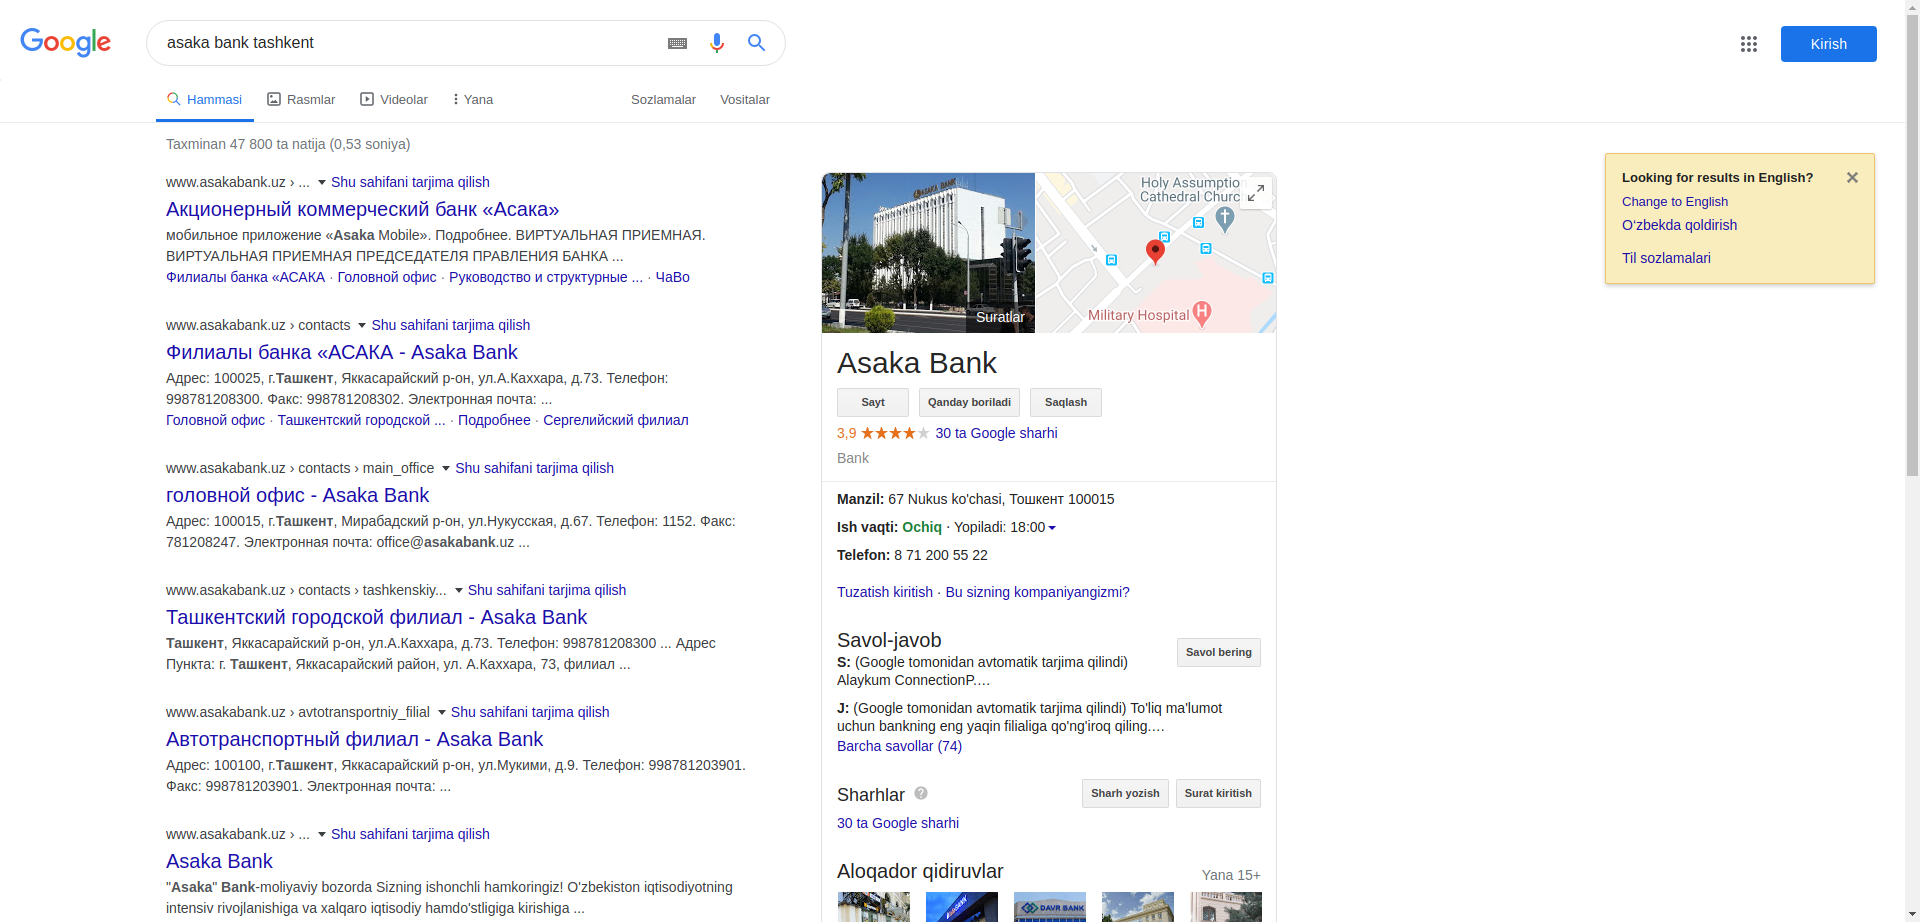 Google
asaka bank tashkent
Kirish
Hammasi
Rasmlar
Videolar
Yana
Sozlamalar
Vositalar
Taxminan 47 800 ta natija (0,53 soniya)
www.asakabank.uz › ... Shu sahifani tarjima qilish
Акционерный коммерческий банк «Асака»
мобильное приложение «Asaka Mobile». Подробнее. ВИРТУАЛЬНАЯ ПРИЕМНАЯ.
ВИРТУАЛЬНАЯ ПРИЕМНАЯ ПРЕДСЕДАТЕЛЯ ПРАВЛЕНИЯ БАНКА ...
Филиалы банка «АСАКА · Головной офис · Руководство и структурные ... · ЧаВо
www.asakabank.uz › contacts Shu sahifani tarjima qilish
Филиалы банка «АСАКА - Asaka Bank
Адрес: 100025, г.Ташкент, Яккасарайский р-он, ул.А.Каххара, д.73. Телефон:
998781208300. Факс: 998781208302. Электронная почта: ...
Головной офис · Ташкентский городской ... · Подробнее · Сергелийский филиал
www.asakabank.uz › contacts › main_office Shu sahifani tarjima qilish
головной офис - Asaka Bank
Адрес: 100015, г.Ташкент, Мирабадский р-он, ул.Нукусская, д.67. Телефон: 1152. Факс:
781208247. Электронная почта: office@asakabank.uz ...
www.asakabank.uz › contacts › tashkenskiy... Shu sahifani tarjima qilish
Ташкентский городской филиал - Asaka Bank
Ташкент, Яккасарайский р-он, ул.А.Каххара, д.73. Телефон: 998781208300 ... Адрес
Пункта: г. Ташкент, Яккасарайский район, ул. А.Каххара, 73, филиал ...
www.asakabank.uz › avtotransportniy_filial Shu sahifani tarjima qilish
Автотранспортный филиал - Asaka Bank
Адрес: 100100, г.Ташкент, Яккасарайский р-он, ул.Мукими, д.9. Телефон: 998781203901.
Факс: 998781203901. Электронная почта: ...
www.asakabank.uz › ... Shu sahifani tarjima qilish
Asaka Bank
"Asaka" Bank-moliyaviy bozorda Sizning ishonchli hamkoringiz! O'zbekiston iqtisodiyotning
intensiv rivojlanishiga va xalqaro iqtisodiy hamdo'stligiga kirishiga ...
ASAKA BANK
Suratlar
Holy Assumptio
Cathedral Churc
Military Hospital
H
Asaka Bank
Sayt
Qanday boriladi
Saqlash
3,9 30 ta Google sharhi
Bank
Manzil: 67 Nukus ko'chasi, Тошкент 100015
Ish vaqti: Ochiq · Yopiladi: 18:00
Telefon: 8 71 200 55 22
Tuzatish kiritish · Bu sizning kompaniyangizmi?
Savol-javob
Savol bering
S: (Google tomonidan avtomatik tarjima qilindi)
Alaykum ConnectionP.…
J: (Google tomonidan avtomatik tarjima qilindi) To'liq ma'lumot
uchun bankning eng yaqin filialiga qo'ng'iroq qiling.…
Barcha savollar (74)
Sharhlar
Sharh yozish
Surat kiritish
30 ta Google sharhi
Aloqador qidiruvlar
Yana 15+
DAVR BANK
Looking for results in English?
Change to English
O'zbekda qoldirish
Til sozlamalari